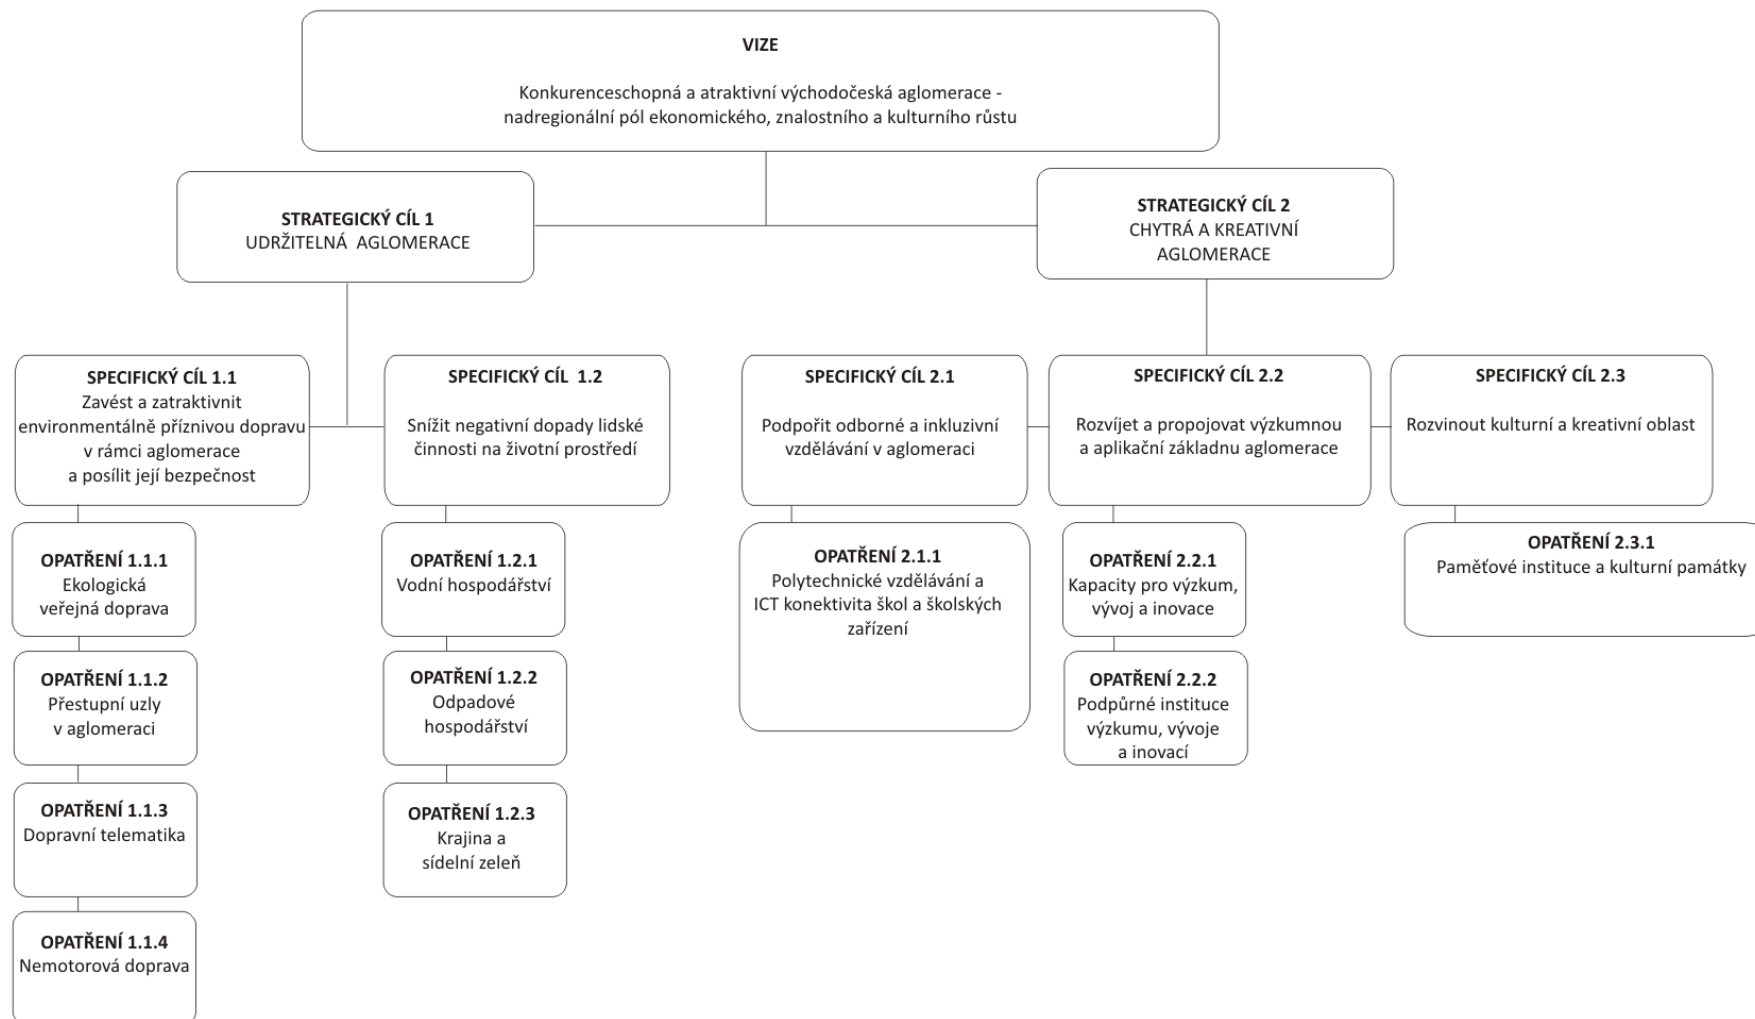 VIZE
Konkurenceschopná a atraktivní východočeská aglomerace -
nadregionální pól ekonomického, znalostního a kulturního růstu
STRATEGICKÝ CÍL 1
UDRŽITELNÁ AGLOMERACE
STRATEGICKÝ CÍL 2
CHYTRÁ A KREATIVNÍ
AGLOMERACE
SPECIFICKÝ CÍL 1.1
Zavést a zatraktivnit
environmentálně příznivou dopravu
v rámci aglomerace
a posílit její bezpečnost
SPECIFICKÝ CÍL 1.2
Snížit negativní dopady lidské
činnosti na životní prostředí
SPECIFICKÝ CÍL 2.1
Podpořit odborné a inkluzivní
vzdělávání v aglomeraci
SPECIFICKÝ CÍL 2.2
Rozvíjet a propojovat výzkumnou
a aplikační základnu aglomerace
SPECIFICKÝ CÍL 2.3
Rozvinout kulturní a kreativní oblast
OPATŘENÍ 1.1.1
Ekologická
veřejná doprava
OPATŘENÍ 1.1.2
Přestupní uzly
v aglomeraci
OPATŘENÍ 1.1.3
Dopravní telematika
OPATŘENÍ 1.1.4
Nemotorová doprava
OPATŘENÍ 1.2.1
Vodní hospodářství
OPATŘENÍ 1.2.2
Odpadové
hospodářství
OPATŘENÍ 1.2.3
Krajina a
sídelní zeleň
OPATŘENÍ 2.1.1
Polytechnické vzdělávání a
ICT konektivita škol a školských
zařízení
OPATŘENÍ 2.2.1
Kapacity pro výzkum,
vývoj a inovace
OPATŘENÍ 2.2.2
Podpůrné instituce
výzkumu, vývoje
a inovací
OPATŘENÍ 2.3.1
Paměťové instituce a kulturní památky